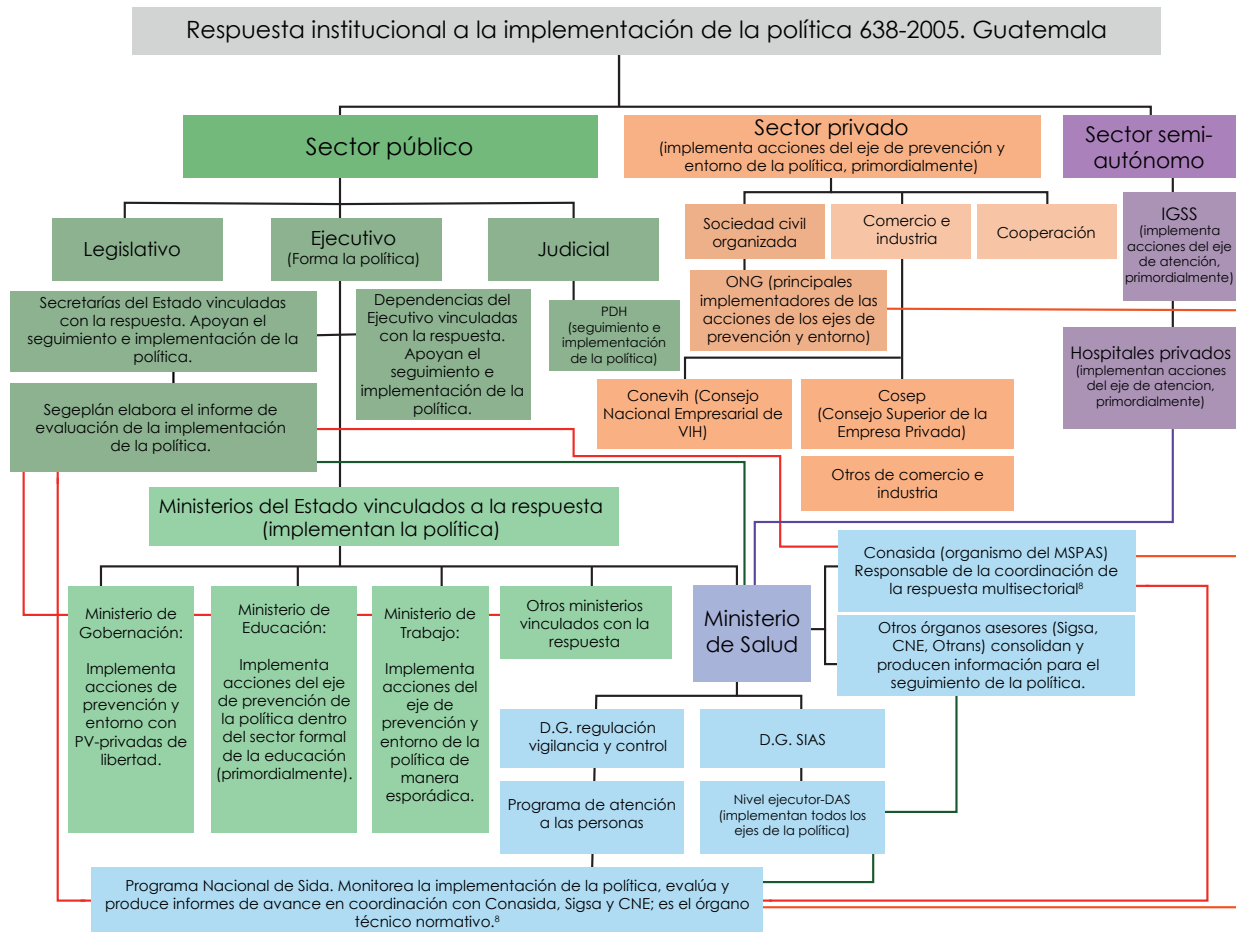 Respuesta institucional a la implementación de la política 638-2005. Guatemala
Sector público
Sector privado
(implementa acciones del eje de prevención y
entorno de la política, primordialmente)
Sector semi-
autónomo
Legislativo
Ejecutivo
(Forma la política)
Judicial
Sociedad civil
organizada
Comercio e
industria
Cooperación
IGSS
(implementa
acciones del eje
de atención,
primordialmente)
Secretarías del Estado vinculadas
con la respuesta. Apoyan el
seguimiento e implementación de la
política.
Dependencias del
Ejecutivo vinculadas
con la respuesta.
Apoyan el
seguimiento e
implementación de la
política.
PDH
(seguimiento e
implementación
de la política)
ONG (principales
implementadores de las
acciones de los ejes de
prevención y entorno)
Hospitales privados
(implementan acciones
del eje de atencion,
primordialmente)
Segeplán elabora el informe de
evaluación de la implementación
de la política.
Conevih (Consejo
Nacional Empresarial de
VIH)
Cosep
(Consejo Superior de la
Empresa Privada)
Otros de comercio e
industria
Ministerios del Estado vinculados a la respuesta
(implementan la política)
Ministerio de
Gobernación:
Implementa
acciones de
prevención y
entorno con
PV-privadas de
libertad.
Ministerio de
Educación:
Implementa
acciones del eje
de prevención de
la política dentro
del sector formal
de la educación
(primordialmente).
Ministerio de
Trabajo:
Implementa
acciones del
eje de
prevención y
entorno de la
política de
manera
esporádica.
Otros ministerios
vinculados con la
respuesta
Ministerio
de Salud
Conasida (organismo del MSPAS)
Responsable de la coordinación de
la respuesta multisectorial⁸
Otros órganos asesores (Sigsa,
CNE, Otrans) consolidan y
producen información para el
seguimiento de la política.
D.G. regulación
vigilancia y control
D.G. SIAS
Programa de atención
a las personas
Nivel ejecutor-DAS
(implementan todos los
ejes de la política)
Programa Nacional de Sida. Monitorea la implementación de la política, evalúa y
produce informes de avance en coordinación con Conasida, Sigsa y CNE; es el órgano
técnico normativo.⁸